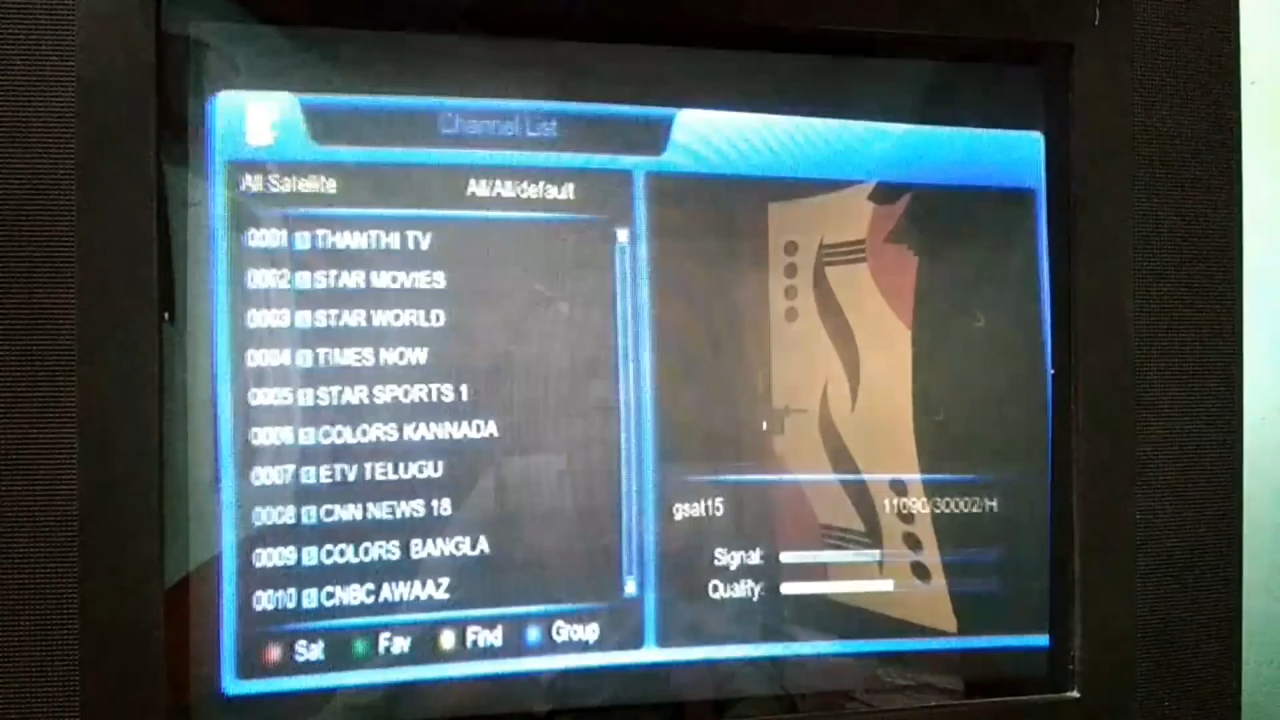 Channel List
All Satellite All/All/default
0001 THANTHI TV
0002 STAR MOVIES
0003 STAR WORLD
0004 TIMES NOW
0005 STAR SPORTS 1
0006 COLORS KANNADA
0007 ETV TELUGU
0008 CNN NEWS 18
0009 COLORS BANGLA
0010 CNBC AWAAZ
Sat Fav Find Group
gsat15 11090/30002/H
Signal:
Quality: